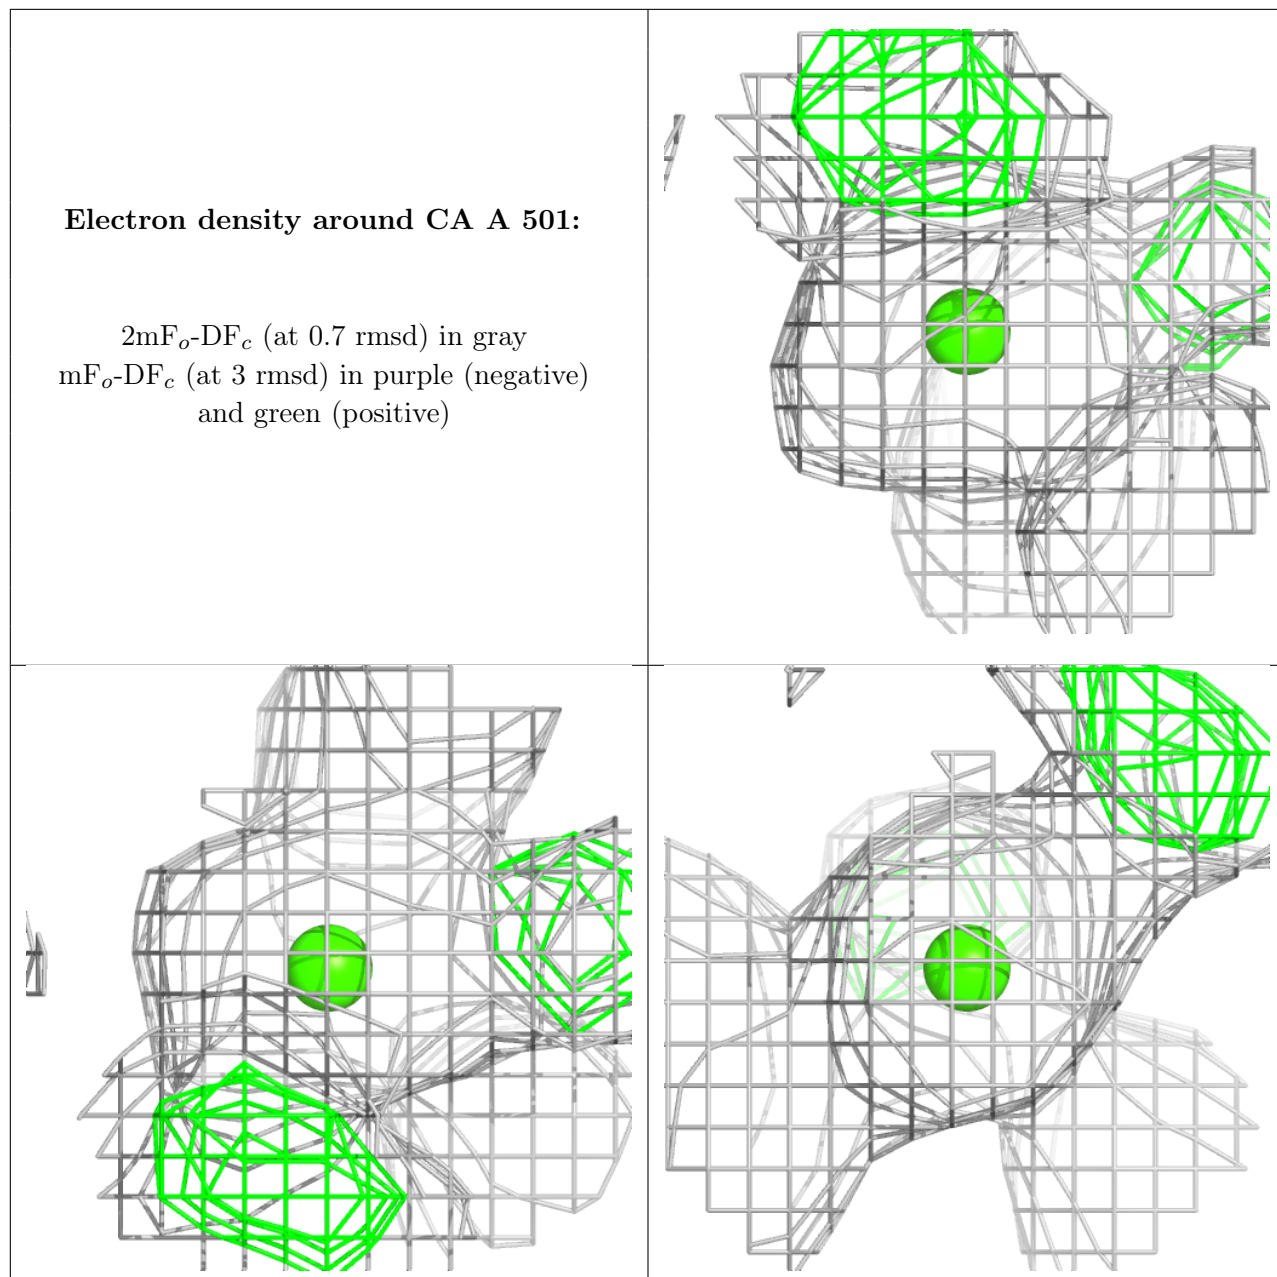 Electron density around CA A 501:
2mFo-DFc (at 0.7 rmsd) in gray
mFo-DFc (at 3 rmsd) in purple (negative)
and green (positive)